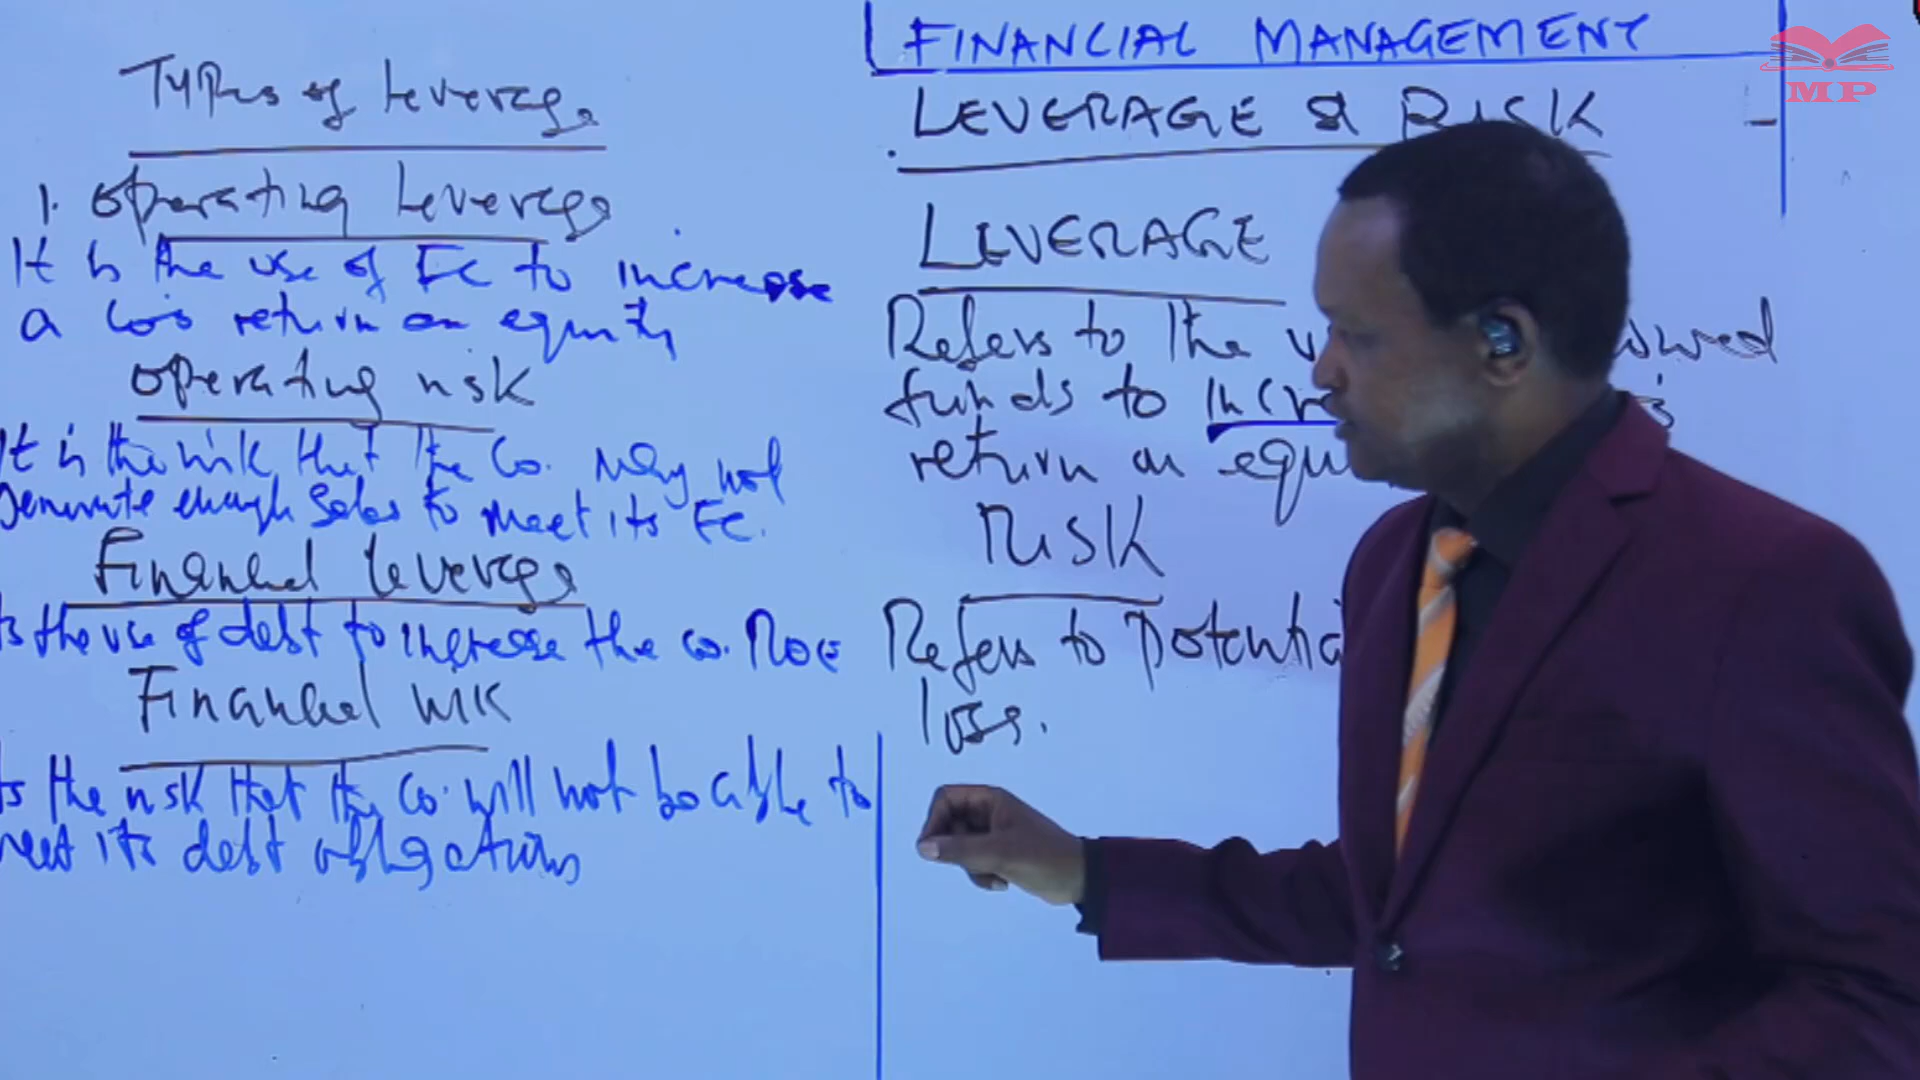 Types of Leverage
1. Operating Leverage
It is the use of FC to increase
a Co's return on equity
Operating risk
It is the risk that the Co. may not
Generate enough Sales to meet its FC.
Financial Leverage
Is the use of debt to increase the co. ROE
Financial risk
Is the risk that the Co. will not be able to
meet its debt obligations
FINANCIAL MANAGEMENT
LEVERAGE & RISK
LEVERAGE
Refers to the
funds to
return on
RISK
Refers to Potential
loss.
MP